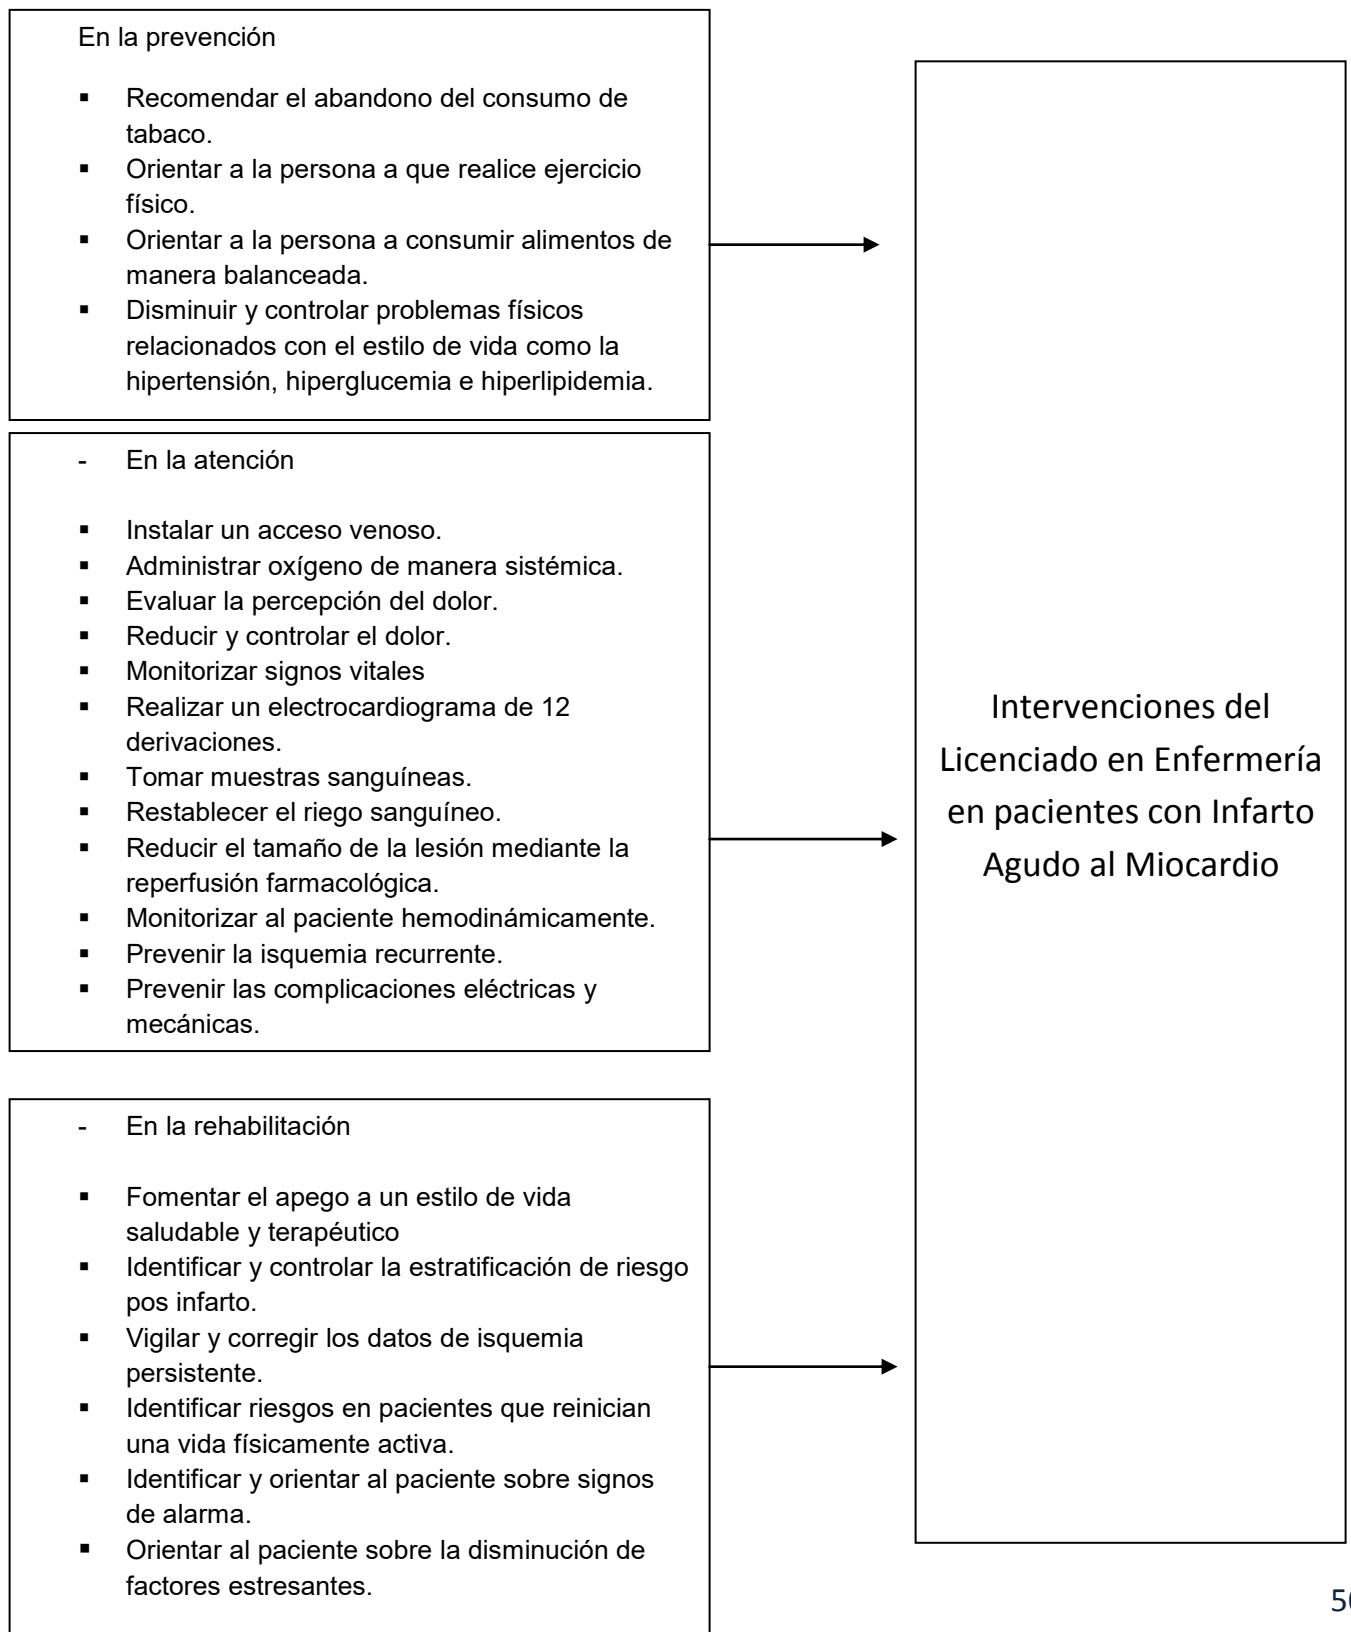 En la prevención
▪ Recomendar el abandono del consumo de
tabaco.
▪ Orientar a la persona a que realice ejercicio
físico.
▪ Orientar a la persona a consumir alimentos de
manera balanceada.
▪ Disminuir y controlar problemas físicos
relacionados con el estilo de vida como la
hipertensión, hiperglucemia e hiperlipidemia.
- En la atención
▪ Instalar un acceso venoso.
▪ Administrar oxígeno de manera sistémica.
▪ Evaluar la percepción del dolor.
▪ Reducir y controlar el dolor.
▪ Monitorizar signos vitales
▪ Realizar un electrocardiograma de 12
derivaciones.
▪ Tomar muestras sanguíneas.
▪ Restablecer el riego sanguíneo.
▪ Reducir el tamaño de la lesión mediante la
reperfusión farmacológica.
▪ Monitorizar al paciente hemodinámicamente.
▪ Prevenir la isquemia recurrente.
▪ Prevenir las complicaciones eléctricas y
mecánicas.
- En la rehabilitación
▪ Fomentar el apego a un estilo de vida
saludable y terapéutico
▪ Identificar y controlar la estratificación de riesgo
pos infarto.
▪ Vigilar y corregir los datos de isquemia
persistente.
▪ Identificar riesgos en pacientes que reinician
una vida físicamente activa.
▪ Identificar y orientar al paciente sobre signos
de alarma.
▪ Orientar al paciente sobre la disminución de
factores estresantes.
Intervenciones del
Licenciado en Enfermería
en pacientes con Infarto
Agudo al Miocardio